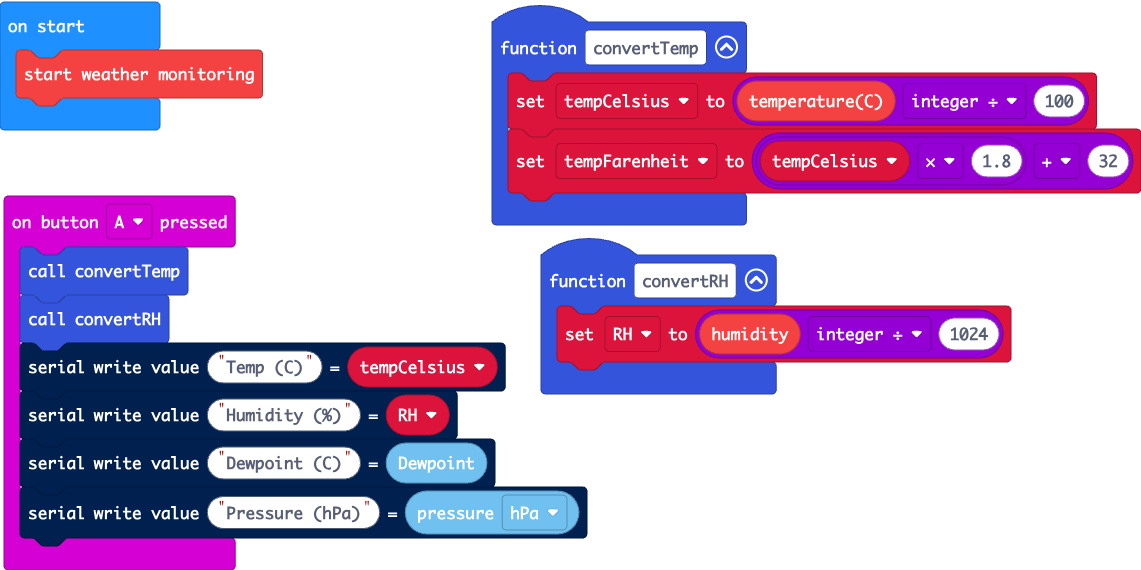 on start
start weather monitoring
function convertTemp
set tempCelsius to temperature(C) integer ÷ 100
set tempFarenheit to tempCelsius × 1.8 + 32
on button A pressed
call convertTemp
call convertRH
serial write value "Temp (C)" = tempCelsius
serial write value "Humidity (%)" = RH
serial write value "Dewpoint (C)" = Dewpoint
serial write value "Pressure (hPa)" = pressure hPa
function convertRH
set RH to humidity integer ÷ 1024